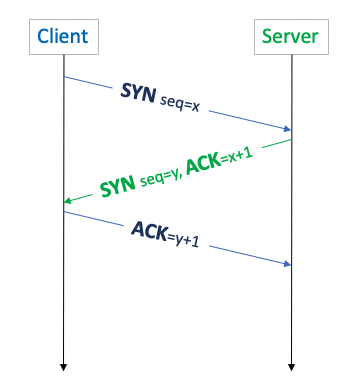 Client
Server
SYN seq=x
SYN seq=y, ACK=x+1
ACK=y+1